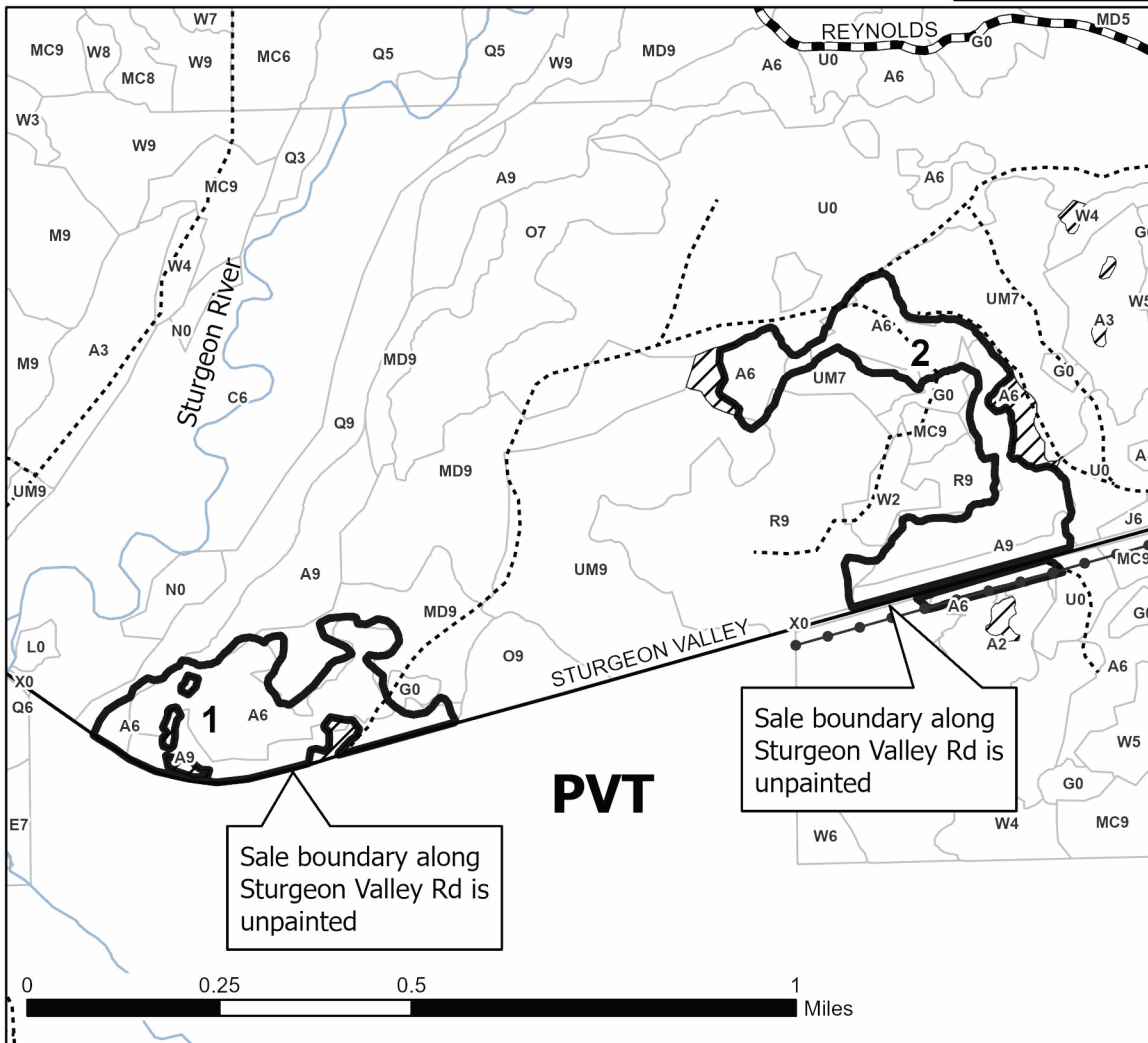 W7
MC9
W8
MC8
W9
MC6
Q5
Q5
W9
MD9
REYNOLDS
MD5
A6
U0
A6
G0
W3
W9
Q3
MC9
A9
A6
M9
O7
U0
W4
G
W4
Sturgeon River
UM7
W5
N0
A3
A3
M9
MD9
A6
2
A6
UM7
G0
G0
A6
C6
Q9
MC9
MD9
R9
U0
A
UM9
W2
R9
J6
A9
UM9
MC9
N0
A9
MD9
A6
U0
G
X0
STURGEON VALLEY
L0
O9
A2
A6
X0
Q6
G0
A6
1
A6
A9
Sale boundary along
Sturgeon Valley Rd is
unpainted
W5
PVT
G0
E7
W6
W4
MC9
Sale boundary along
Sturgeon Valley Rd is
unpainted
0
0.25
0.5
1
Miles